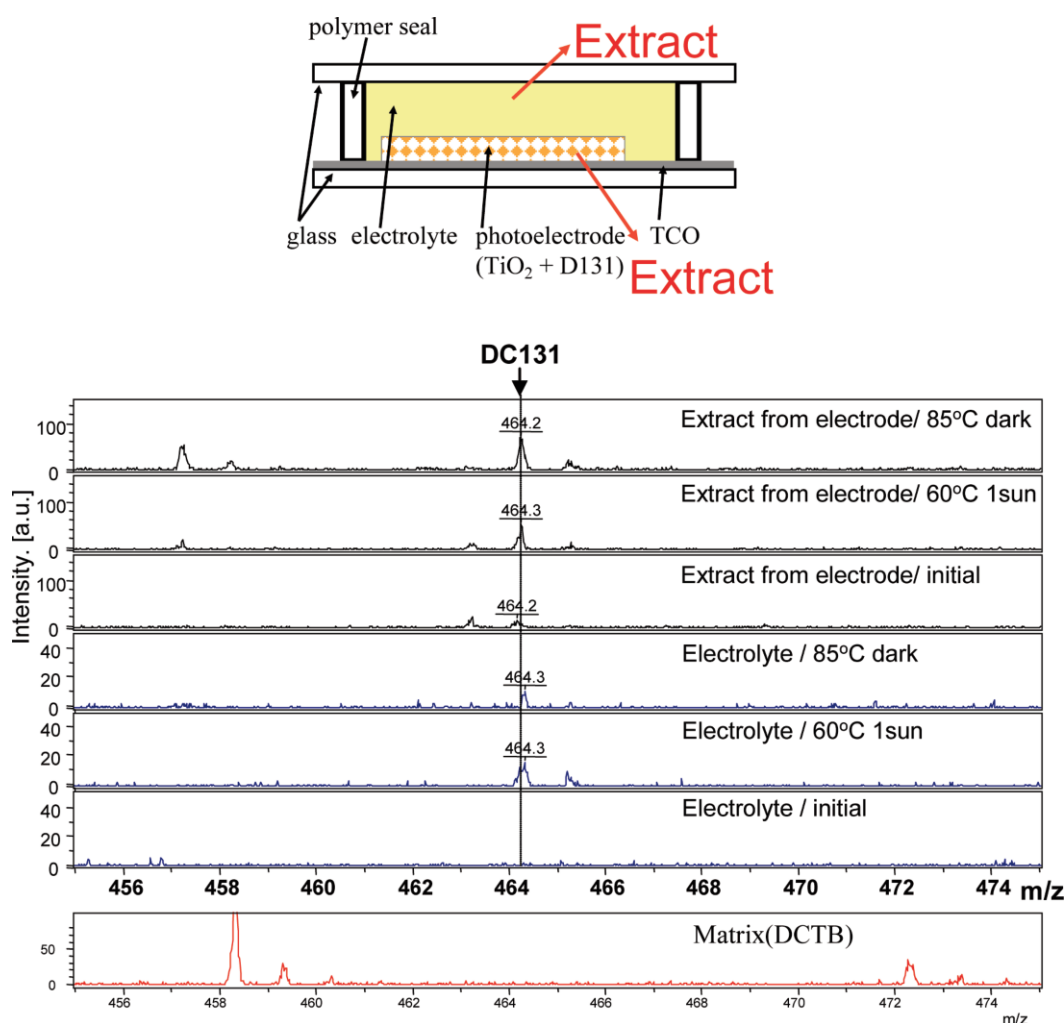 polymer seal
Extract
glass electrolyte photoelectrode TCO
(TiO₂ + D131)
Extract
DC131
Intensity. [a.u.]
100
0
464.2
Extract from electrode/ 85°C dark
100
0
464.3
Extract from electrode/ 60°C 1sun
100
0
464.2
Extract from electrode/ initial
40
20
0
464.3
Electrolyte / 85°C dark
40
20
0
464.3
Electrolyte / 60°C 1sun
40
20
0
Electrolyte / initial
456 458 460 462 464 466 468 470 472 474 m/z
50
0
Matrix(DCTB)
456 458 460 462 464 466 468 470 472 474
m/z